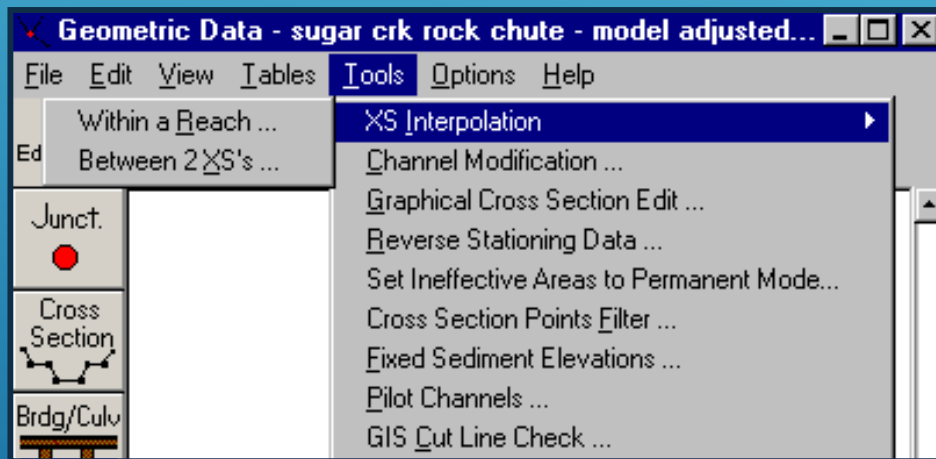 Geometric Data - sugar crk rock chute - model adjusted...
File Edit View Tables Tools Options Help
Within a Reach ...
Between 2 XS's ...
XS Interpolation
Channel Modification ...
Graphical Cross Section Edit ...
Reverse Stationing Data ...
Set Ineffective Areas to Permanent Mode...
Cross Section Points Filter ...
Fixed Sediment Elevations ...
Pilot Channels ...
GIS Cut Line Check ...
Ed
Junct.
Cross
Section
Brdg/Culv